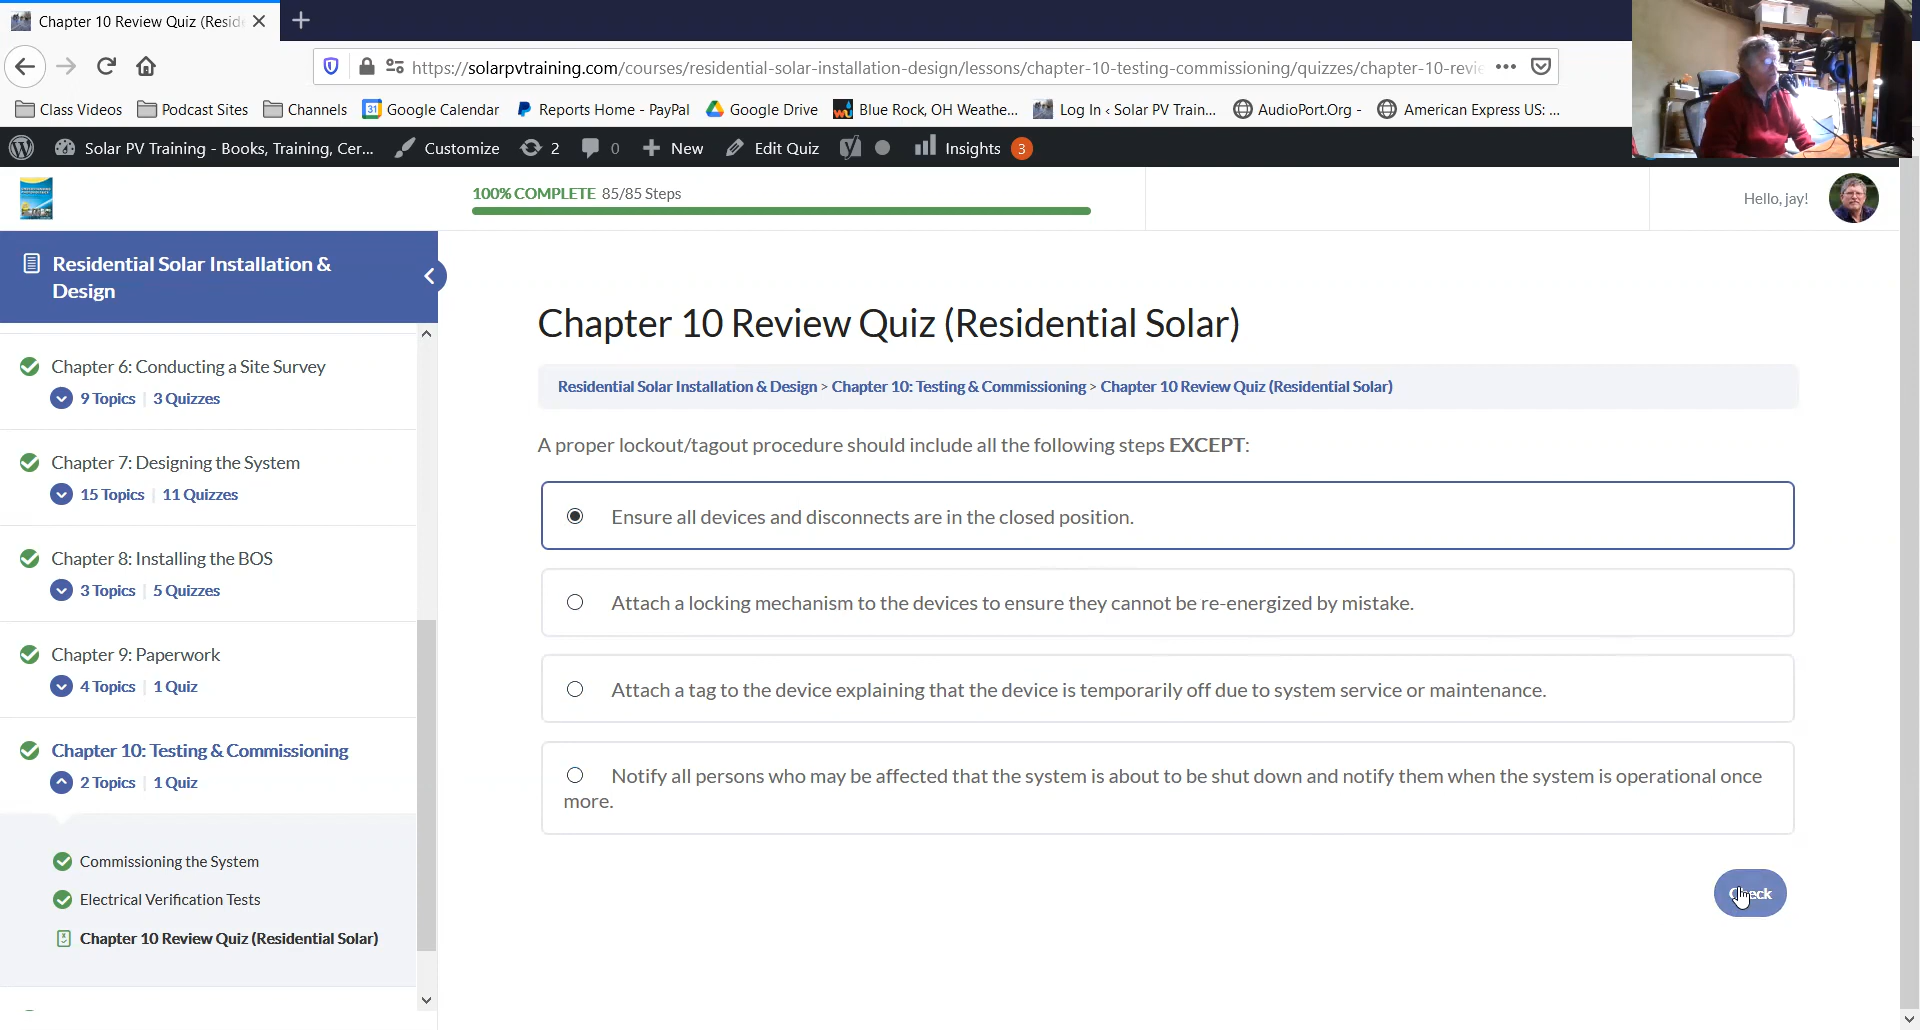 Chapter 10 Review Quiz (Resid
https://solarpvtraining.com/courses/residential-solar-installation-design/lessons/chapter-10-testing-commissioning/quizzes/chapter-10-revie
Class Videos
Podcast Sites
Channels
31
Google Calendar
Reports Home - PayPal
Google Drive
Blue Rock, OH Weathe...
Log In ‹ Solar PV Train...
AudioPort.Org -
American Express US: ...
Solar PV Training - Books, Training, Cer...
Customize
2
0
New
Edit Quiz
Insights
3
100% COMPLETE 85/85 Steps
Hello, jay!
Residential Solar Installation &
Design
Chapter 6: Conducting a Site Survey
9 Topics | 3 Quizzes
Chapter 7: Designing the System
15 Topics | 11 Quizzes
Chapter 8: Installing the BOS
3 Topics | 5 Quizzes
Chapter 9: Paperwork
4 Topics | 1 Quiz
Chapter 10: Testing & Commissioning
2 Topics | 1 Quiz
Commissioning the System
Electrical Verification Tests
Chapter 10 Review Quiz (Residential Solar)
Chapter 10 Review Quiz (Residential Solar)
Residential Solar Installation & Design > Chapter 10: Testing & Commissioning > Chapter 10 Review Quiz (Residential Solar)
A proper lockout/tagout procedure should include all the following steps EXCEPT:
Ensure all devices and disconnects are in the closed position.
Attach a locking mechanism to the devices to ensure they cannot be re-energized by mistake.
Attach a tag to the device explaining that the device is temporarily off due to system service or maintenance.
Notify all persons who may be affected that the system is about to be shut down and notify them when the system is operational once
more.
Check